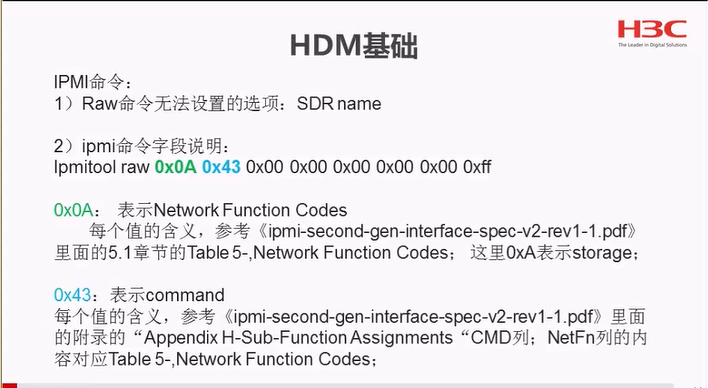 HDM基础
H3C
The Leader in Digital Solutions
IPMI命令：
1）Raw命令无法设置的选项：SDR name
2）ipmi命令字段说明：
Ipmitool raw 0x0A 0x43 0x00 0x00 0x00 0x00 0x00 0xff
0x0A： 表示Network Function Codes
每个值的含义，参考《ipmi-second-gen-interface-spec-v2-rev1-1.pdf》
里面的5.1章节的Table 5-,Network Function Codes； 这里0xA表示storage；
0x43：表示command
每个值的含义，参考《ipmi-second-gen-interface-spec-v2-rev1-1.pdf》里面
的附录的“Appendix H-Sub-Function Assignments “CMD列；NetFn列的内
容对应Table 5-,Network Function Codes；